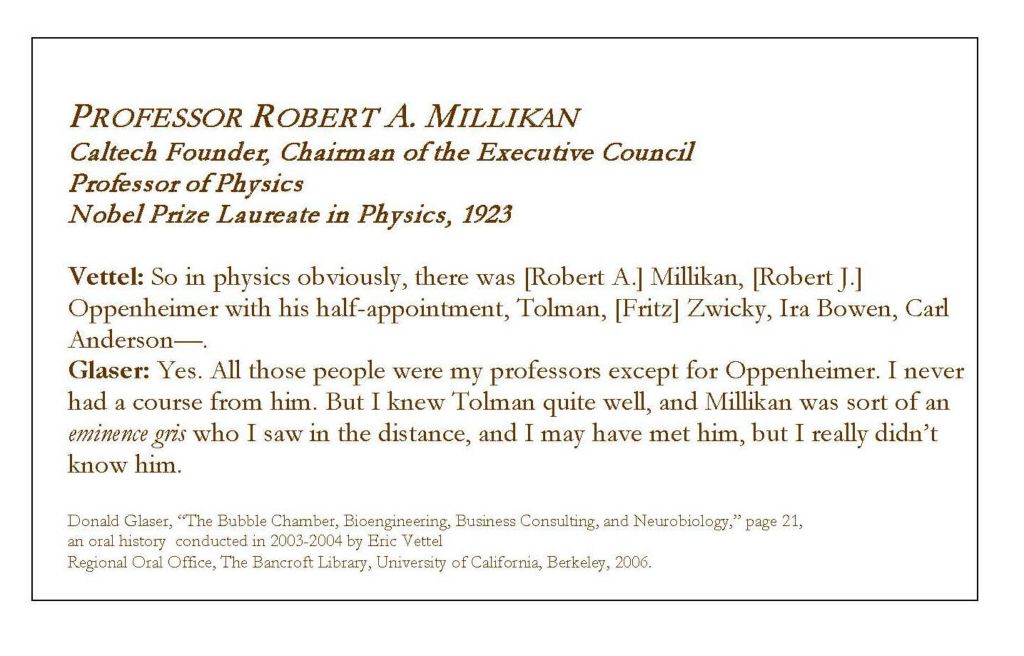 PROFESSOR ROBERT A. MILLIKAN
Caltech Founder, Chairman of the Executive Council
Professor of Physics
Nobel Prize Laureate in Physics, 1923
Vettel: So in physics obviously, there was [Robert A.] Millikan, [Robert J.]
Oppenheimer with his half-appointment, Tolman, [Fritz] Zwicky, Ira Bowen, Carl
Anderson—.
Glaser: Yes. All those people were my professors except for Oppenheimer. I never
had a course from him. But I knew Tolman quite well, and Millikan was sort of an
eminence gris who I saw in the distance, and I may have met him, but I really didn’t
know him.
Donald Glaser, “The Bubble Chamber, Bioengineering, Business Consulting, and Neurobiology,” page 21,
an oral history conducted in 2003-2004 by Eric Vettel
Regional Oral Office, The Bancroft Library, University of California, Berkeley, 2006.